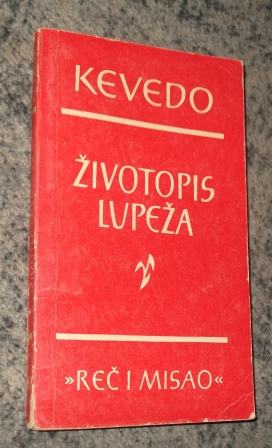 KEVEDO
ŽIVOTOPIS
LUPEŽA
»REČ I MISAO«